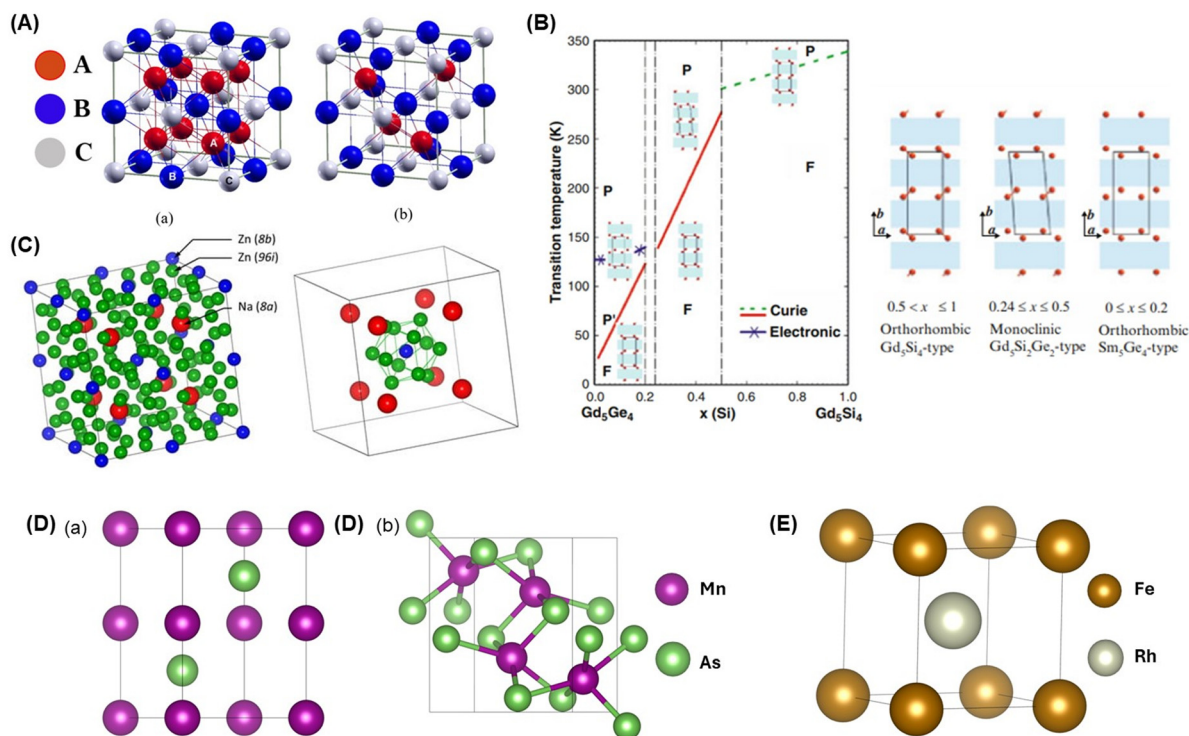 (A)
A
B
C
A
B
C
(a)
(b)
(B)
Transition temperature (K)
350
300
250
200
150
100
50
0
P
P
P
P'
F
F
F
Curie
Electronic
0.0
0.2
0.4
0.6
0.8
1.0
Gd₅Ge₄
x (Si)
Gd₅Si₄
b
a
b
a
b
a
0.5 < x ≤ 1
Orthorhombic
Gd₅Si₄-type
0.24 ≤ x ≤ 0.5
Monoclinic
Gd₅Si₂Ge₂-type
0 ≤ x ≤ 0.2
Orthorhombic
Sm₅Ge₄-type
(C)
Zn (8b)
Zn (96i)
Na (8a)
(D) (a)
(D) (b)
Mn
As
(E)
Fe
Rh